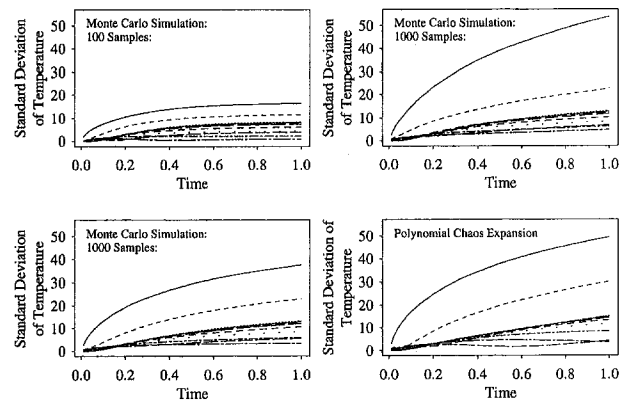 Monte Carlo Simulation:
100 Samples:
Standard Deviation
of Temperature
50
40
30
20
10
0
0.0 0.2 0.4 0.6 0.8 1.0
Time
Monte Carlo Simulation:
1000 Samples:
Standard Deviation
of Temperature
50
40
30
20
10
0
0.0 0.2 0.4 0.6 0.8 1.0
Time
Monte Carlo Simulation:
1000 Samples:
Standard Deviation
of Temperature
50
40
30
20
10
0
0.0 0.2 0.4 0.6 0.8 1.0
Time
Polynomial Chaos Expansion
Standard Deviation of
Temperature
50
40
30
20
10
0
0.0 0.2 0.4 0.6 0.8 1.0
Time